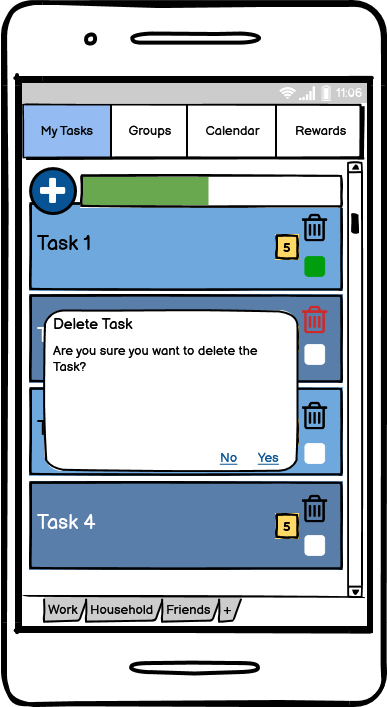 11:06
My Tasks
Groups
Calendar
Rewards
+
Task 1
5
T
Delete Task
Are you sure you want to delete the
Task?
No
Yes
Task 4
5
Work
Household
Friends
+